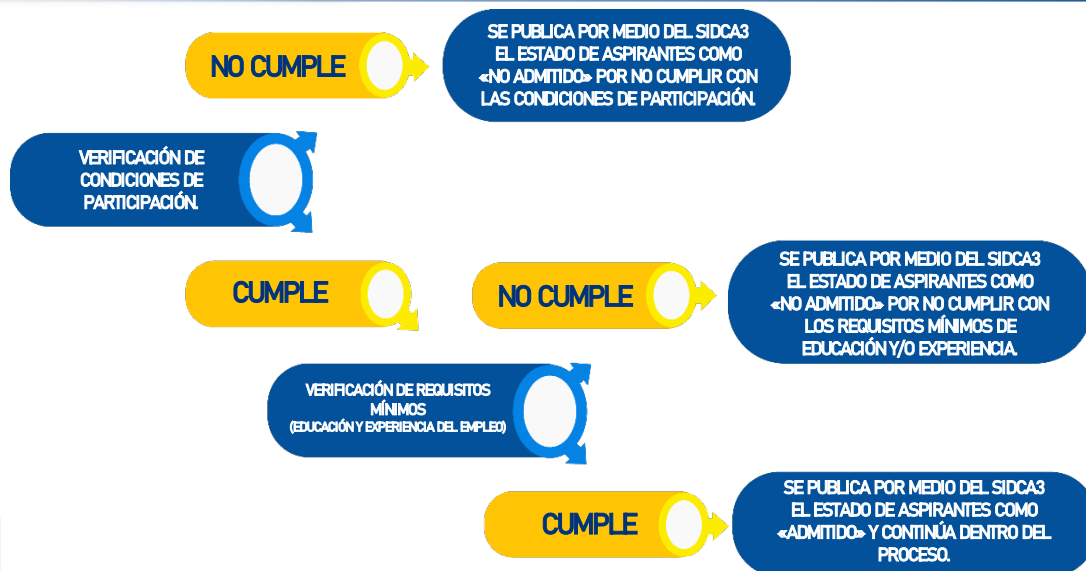 NO CUMPLE
SE PUBLICA POR MEDIO DEL SIDCA3
EL ESTADO DE ASPIRANTES COMO
«NO ADMITIDO» POR NO CUMPLIR CON
LAS CONDICIONES DE PARTICIPACIÓN.
VERIFICACIÓN DE
CONDICIONES DE
PARTICIPACIÓN.
CUMPLE
NO CUMPLE
SE PUBLICA POR MEDIO DEL SIDCA3
EL ESTADO DE ASPIRANTES COMO
«NO ADMITIDO» POR NO CUMPLIR CON
LOS REQUISITOS MÍNIMOS DE
EDUCACIÓN Y/O EXPERIENCIA.
VERIFICACIÓN DE REQUISITOS
MÍNIMOS
(EDUCACIÓN Y EXPERIENCIA DEL EMPLEO)
CUMPLE
SE PUBLICA POR MEDIO DEL SIDCA3
EL ESTADO DE ASPIRANTES COMO
«ADMITIDO» Y CONTINÚA DENTRO DEL
PROCESO.